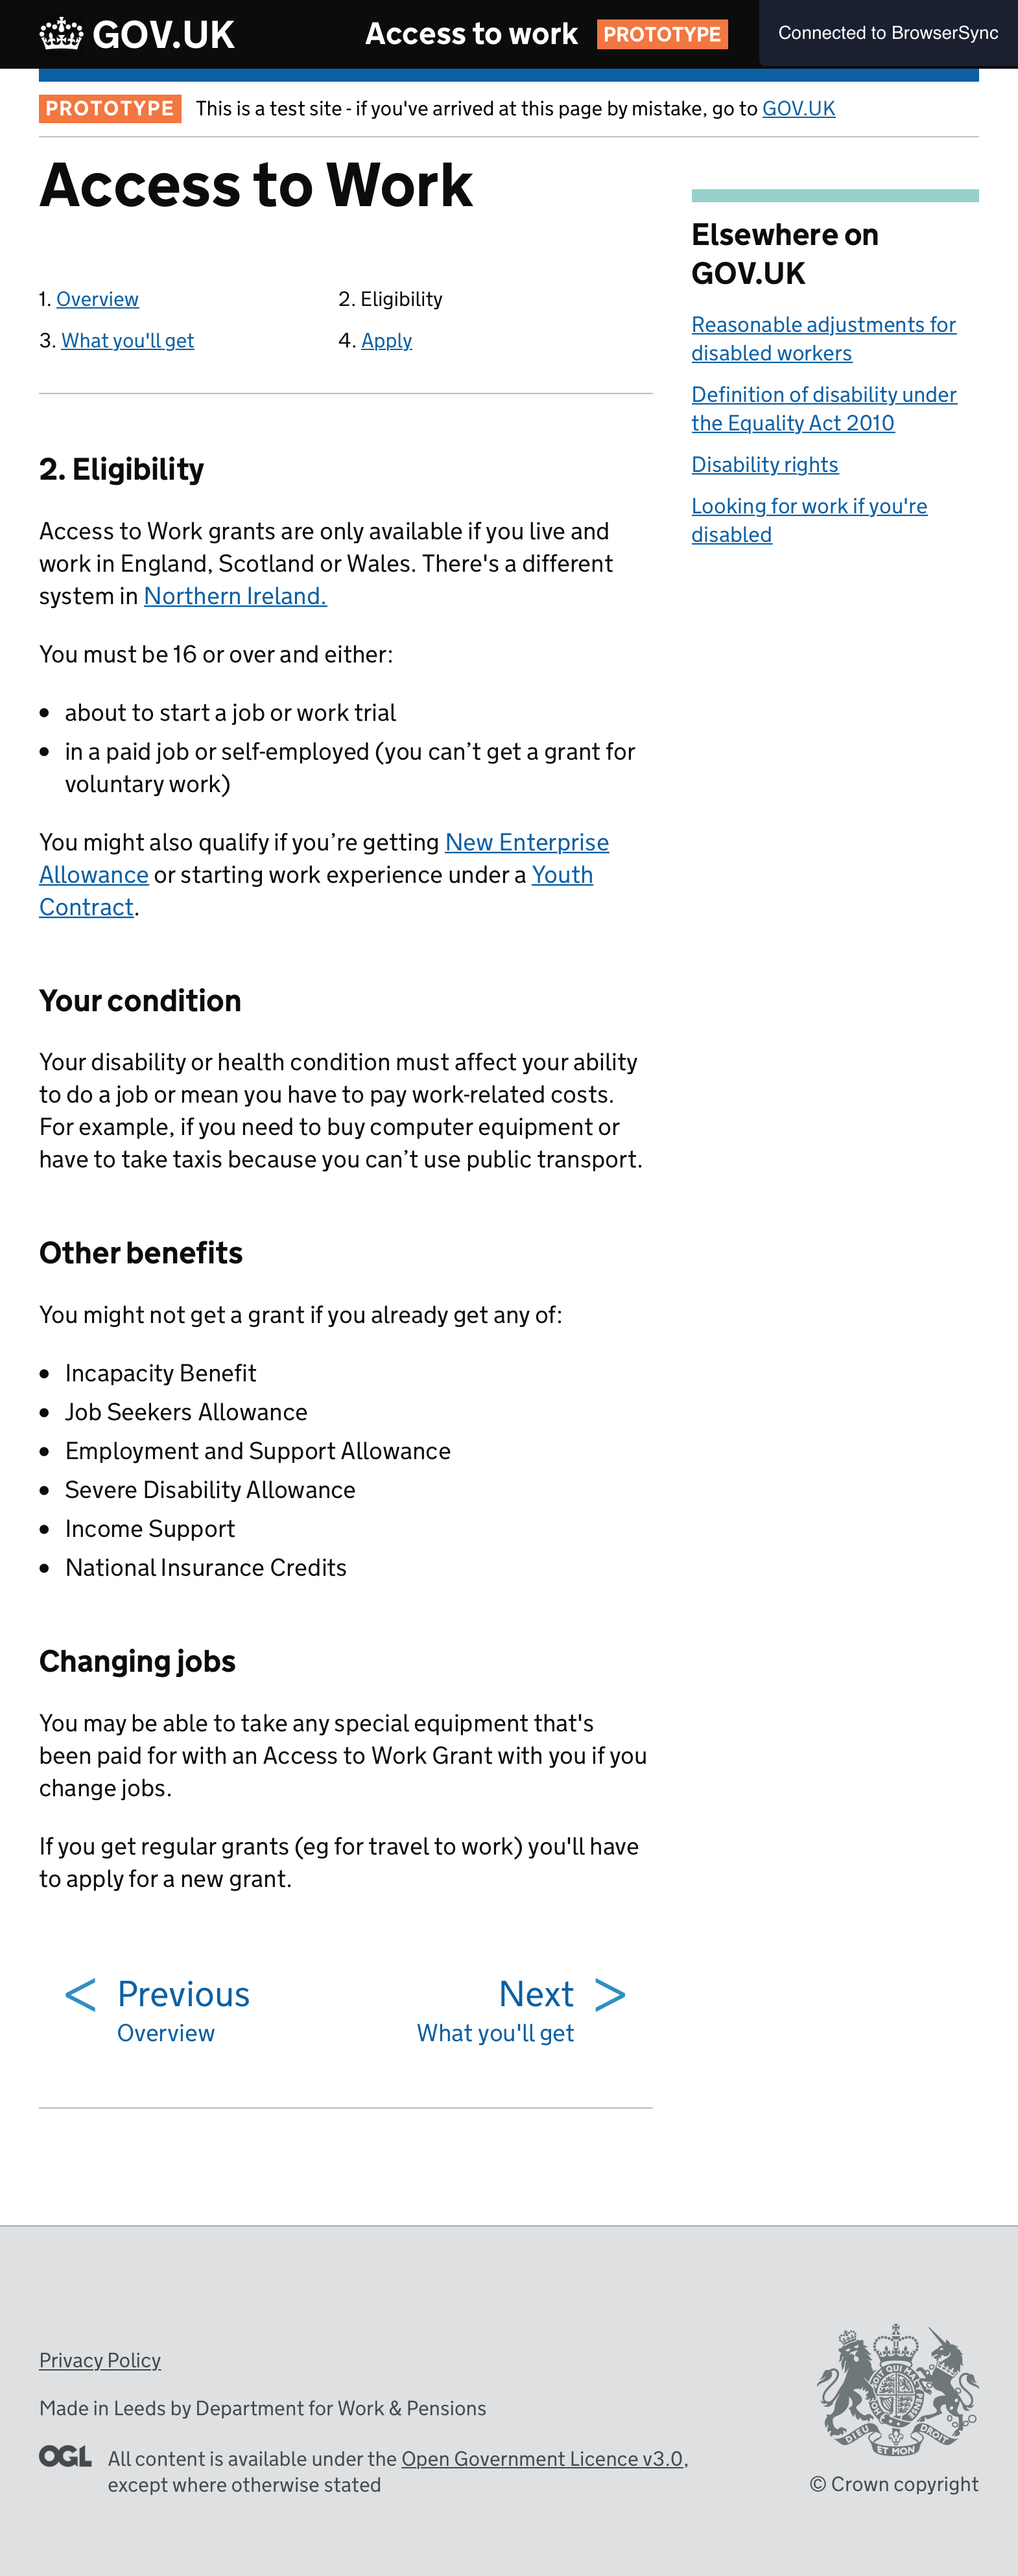 GOV.UK
Access to work PROTOTYPE
Connected to BrowserSync
PROTOTYPE This is a test site - if you've arrived at this page by mistake, go to GOV.UK
Access to Work
1. Overview
2. Eligibility
3. What you'll get
4. Apply
2. Eligibility
Access to Work grants are only available if you live and
work in England, Scotland or Wales. There's a different
system in Northern Ireland.
You must be 16 or over and either:
• about to start a job or work trial
• in a paid job or self-employed (you can’t get a grant for
voluntary work)
You might also qualify if you’re getting New Enterprise
Allowance or starting work experience under a Youth
Contract.
Your condition
Your disability or health condition must affect your ability
to do a job or mean you have to pay work-related costs.
For example, if you need to buy computer equipment or
have to take taxis because you can’t use public transport.
Other benefits
You might not get a grant if you already get any of:
• Incapacity Benefit
• Job Seekers Allowance
• Employment and Support Allowance
• Severe Disability Allowance
• Income Support
• National Insurance Credits
Changing jobs
You may be able to take any special equipment that's
been paid for with an Access to Work Grant with you if you
change jobs.
If you get regular grants (eg for travel to work) you'll have
to apply for a new grant.
< Previous
Overview
Next >
What you'll get
Elsewhere on
GOV.UK
Reasonable adjustments for
disabled workers
Definition of disability under
the Equality Act 2010
Disability rights
Looking for work if you're
disabled
Privacy Policy
Made in Leeds by Department for Work & Pensions
OGL All content is available under the Open Government Licence v3.0,
except where otherwise stated
DIEU ET MON DROIT
© Crown copyright